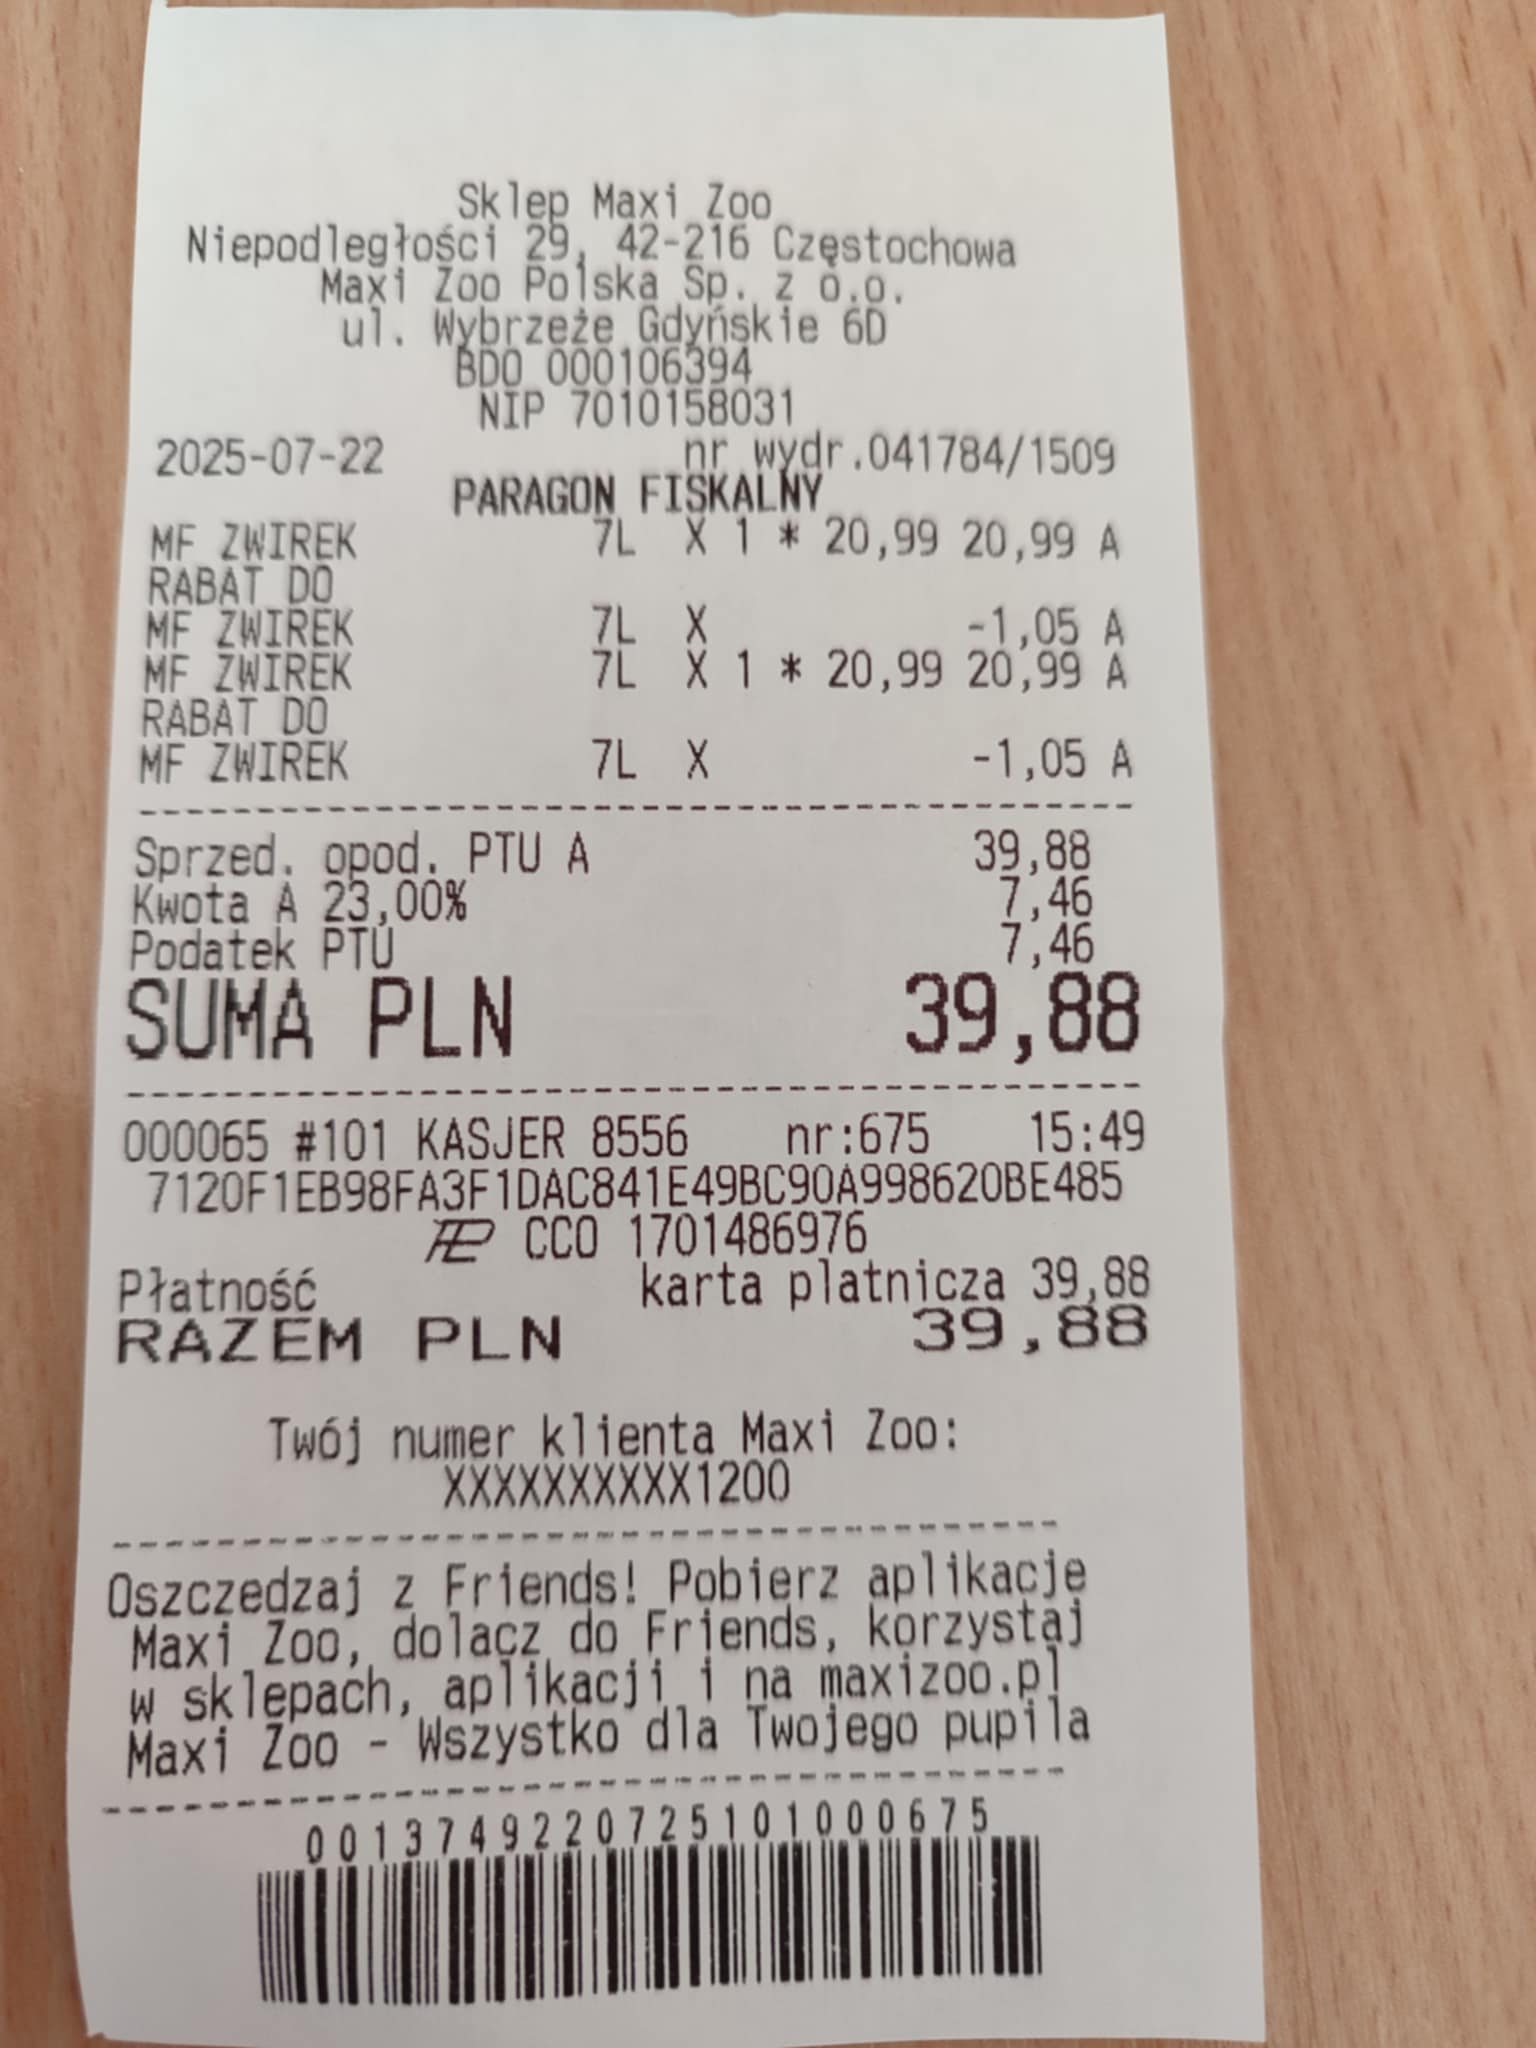 Sklep Maxi Zoo
Niepodległości 29, 42-216 Częstochowa
Maxi Zoo Polska Sp. z o.o.
ul. Wybrzeże Gdyńskie 6D
BDO 000106394
NIP 7010158031
2025-07-22 nr wydr.041784/1509
PARAGON FISKALNY
MF ZWIREK 7L X 1 * 20,99 20,99 A
RABAT DO
MF ZWIREK 7L X -1,05 A
MF ZWIREK 7L X 1 * 20,99 20,99 A
RABAT DO
MF ZWIREK 7L X -1,05 A
Sprzed. opod. PTU A 39,88
Kwota A 23,00% 7,46
Podatek PTU 7,46
SUMA PLN 39,88
000065 #101 KASJER 8556 nr:675 15:49
7120F1EB98FA3F1DAC841E49BC90A998620BE485
CCO 1701486976
Płatność karta platnicza 39,88
RAZEM PLN 39,88
Twój numer klienta Maxi Zoo:
XXXXXXXXXX1200
Oszczedzaj z Friends! Pobierz aplikacje
Maxi Zoo, dolacz do Friends, korzystaj
w sklepach, aplikacji i na maxizoo.pl
Maxi Zoo - Wszystko dla Twojego pupila
0013749220725101000675